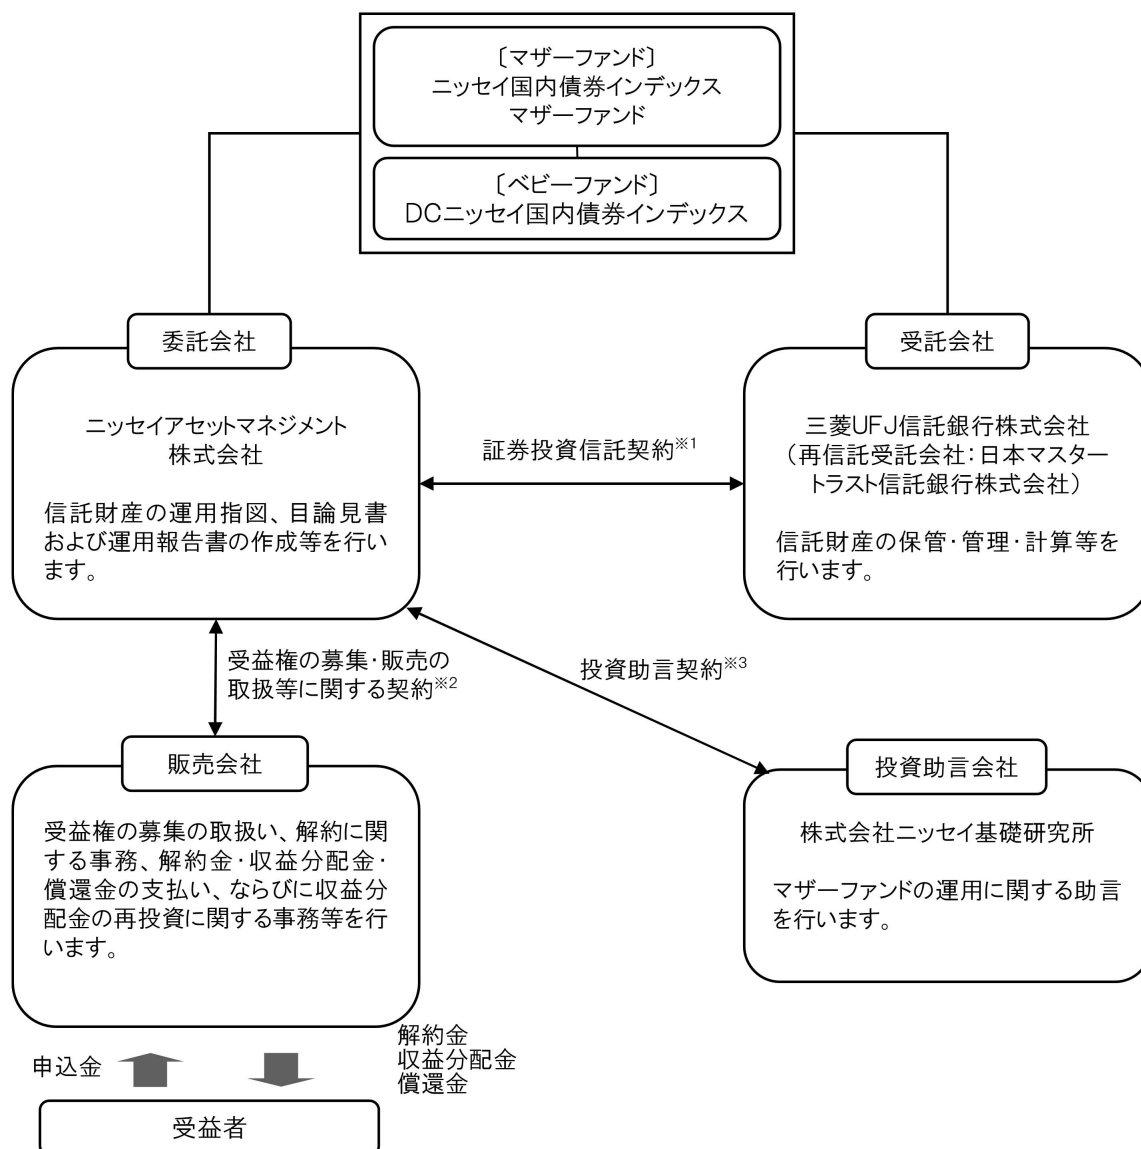 〔マザーファンド〕
ニッセイ国内債券インデックス
マザーファンド
〔ベビーファンド〕
DCニッセイ国内債券インデックス
委託会社
ニッセイアセットマネジメント
株式会社
信託財産の運用指図、目論見書
および運用報告書の作成等を行い
ます。
証券投資信託契約※1
受託会社
三菱UFJ信託銀行株式会社
（再信託受託会社：日本マスター
トラスト信託銀行株式会社）
信託財産の保管・管理・計算等を
行います。
受益権の募集・販売の
取扱等に関する契約※2
投資助言契約※3
販売会社
受益権の募集の取扱い、解約に関
する事務、解約金・収益分配金・
償還金の支払い、ならびに収益分
配金の再投資に関する事務等を行
います。
投資助言会社
株式会社ニッセイ基礎研究所
マザーファンドの運用に関する助言
を行います。
申込金
解約金
収益分配金
償還金
受益者